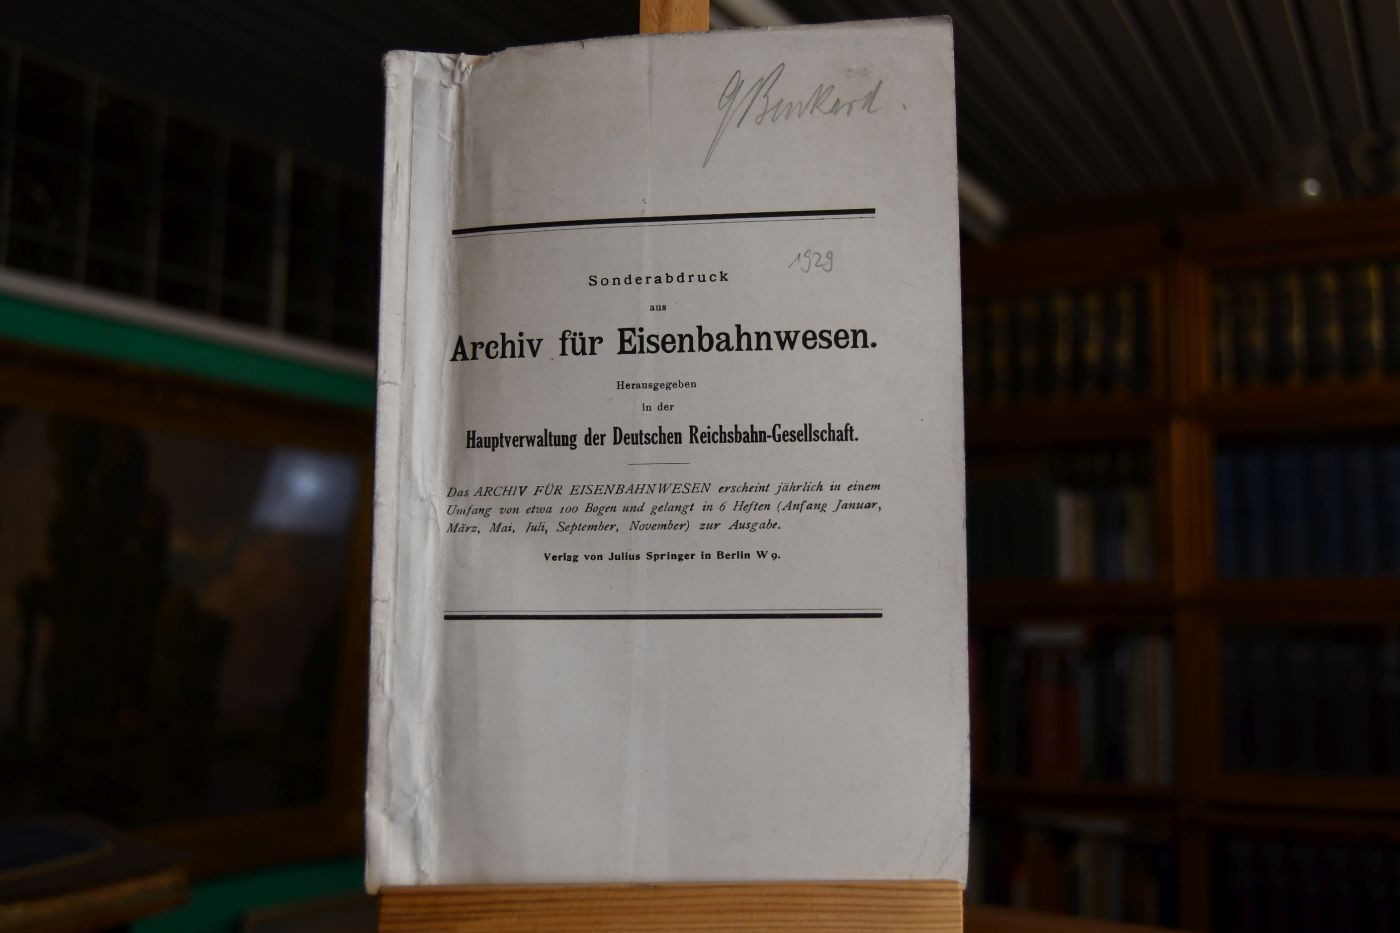 1929
Sonderabdruck
aus
Archiv für Eisenbahnwesen.
Herausgegeben
in der
Hauptverwaltung der Deutschen Reichsbahn-Gesellschaft.
Das ARCHIV FÜR EISENBAHNWESEN erscheint jährlich in einem
Umfang von etwa 100 Bogen und gelangt in 6 Heften (Anfang Januar,
März, Mai, Juli, September, November) zur Ausgabe.
Verlag von Julius Springer in Berlin W 9.